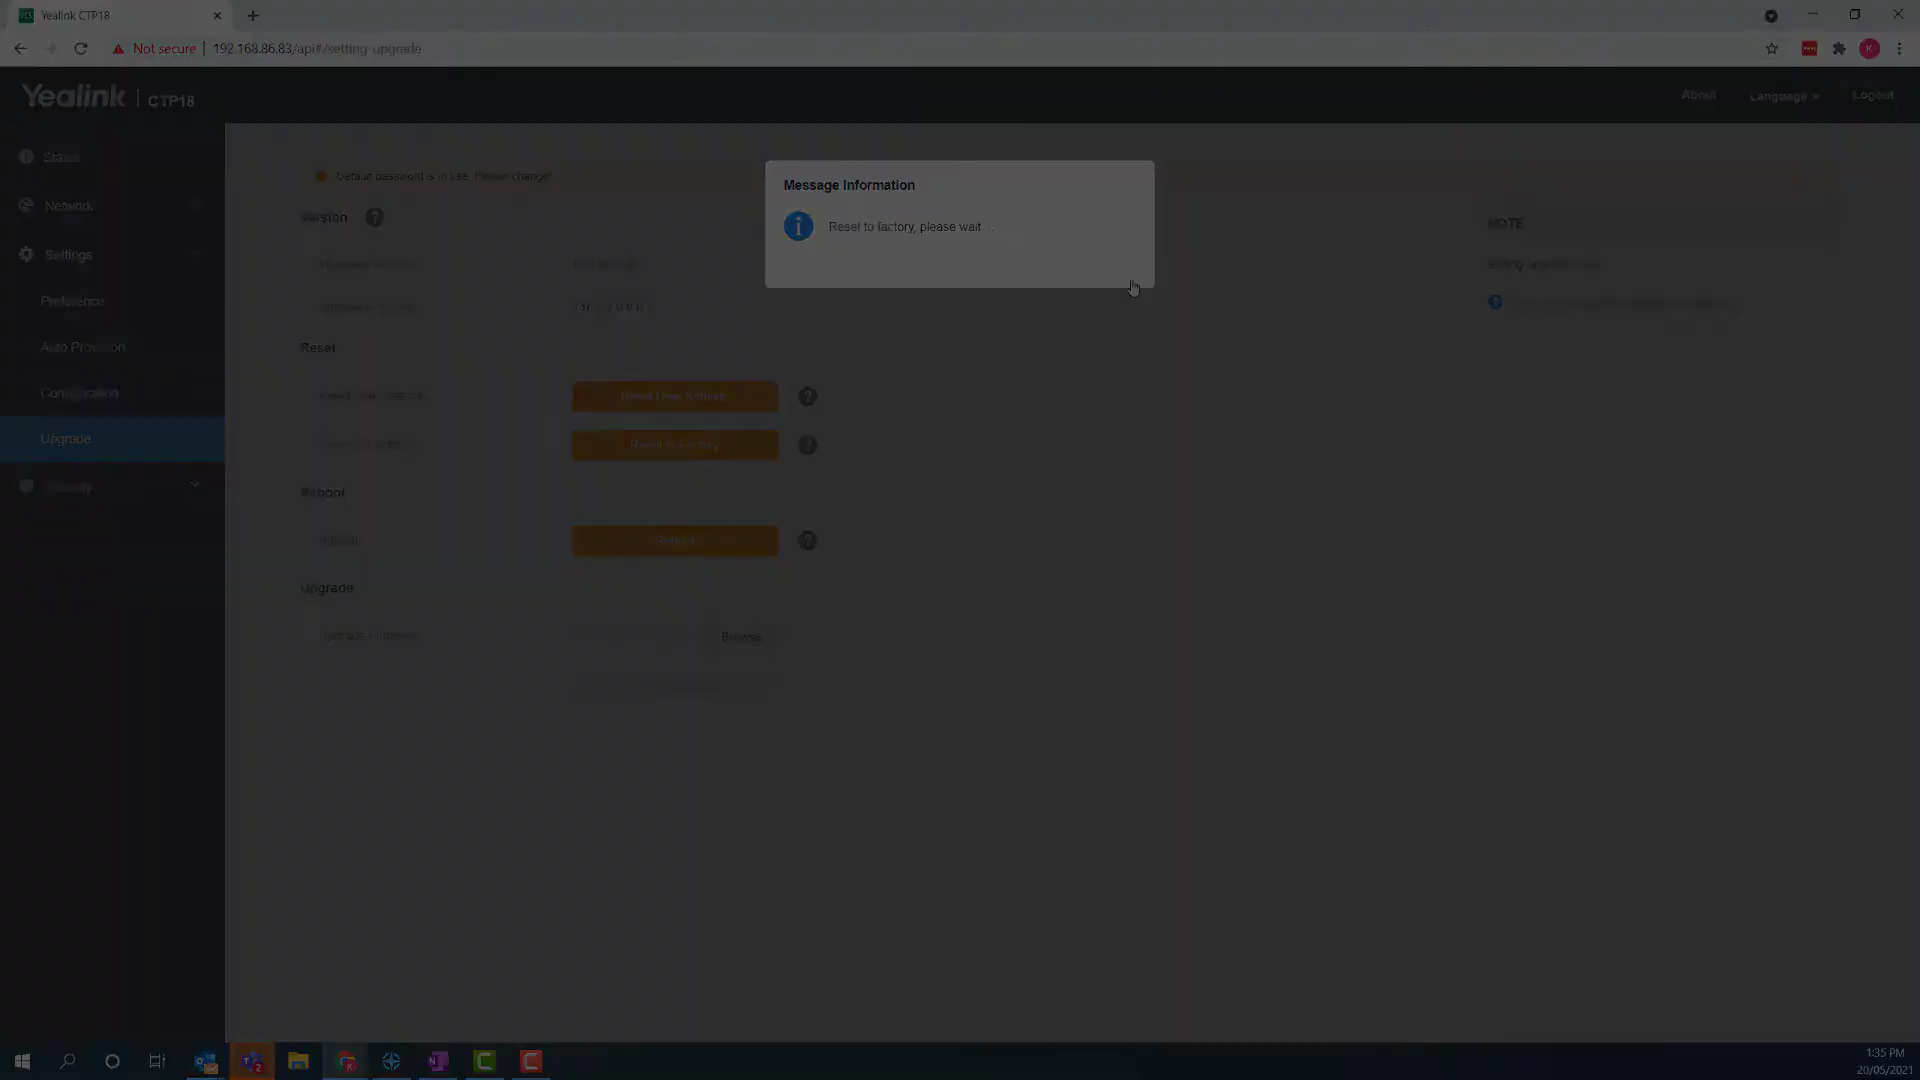 Yealink CTP18
Not secure | 192.168.86.83/api#/setting-upgrade
Yealink | CTP18
About
Language
Logout
Status
Network
Settings
Preference
Auto Provision
Configuration
Upgrade
Security
Default password is in use. Please change!
Version
Message Information
Reset to factory, please wait...
NOTE
Reset
Reset User Settings
Reset to Factory
Reboot
Reboot
Reboot
Upgrade
Browse
1:35 PM
20/05/2021